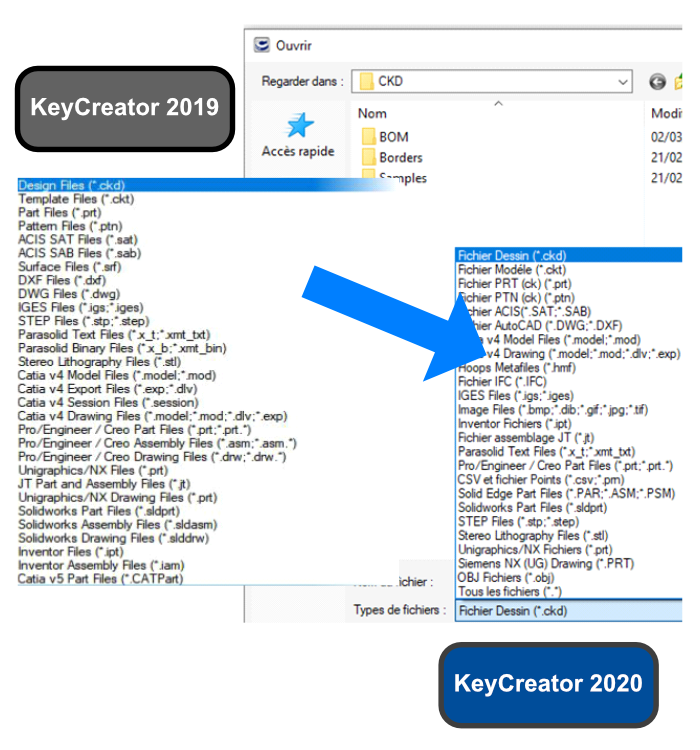 Ouvrir
Regarder dans : CKD
KeyCreator 2019
Nom Modi
Accès rapide
BOM 02/03
Borders 21/02
Samples 21/02
Design Files (*.ckd)
Template Files (*.ckt)
Part Files (*.prt)
Pattern Files (*.ptn)
ACIS SAT Files (*.sat)
ACIS SAB Files (*.sab)
Surface Files (*.srf)
DXF Files (*.dxf)
DWG Files (*.dwg)
IGES Files (*.igs;*.iges)
STEP Files (*.stp;*.step)
Parasolid Text Files (*.x_t;*.xmt_txt)
Parasolid Binary Files (*.x_b;*.xmt_bin)
Stereo Lithography Files (*.stl)
Catia v4 Model Files (*.model;*.mod)
Catia v4 Export Files (*.exp;*.dlv)
Catia v4 Session Files (*.session)
Catia v4 Drawing Files (*.model;*.mod;*.dlv;*.exp)
Pro/Engineer / Creo Part Files (*.prt;*.prt.*)
Pro/Engineer / Creo Assembly Files (*.asm;*.asm.*)
Pro/Engineer / Creo Drawing Files (*.drw;*.drw.*)
Unigraphics/NX Files (*.prt)
JT Part and Assembly Files (*.jt)
Unigraphics/NX Drawing Files (*.prt)
Solidworks Part Files (*.sldprt)
Solidworks Assembly Files (*.sldasm)
Solidworks Drawing Files (*.slddrw)
Inventor Files (*.ipt)
Inventor Assembly Files (*.iam)
Catia v5 Part Files (*.CATPart)
Fichier Dessin (*.ckd)
Fichier Modéle (*.ckt)
Fichier PRT (ck) (*.prt)
Fichier PTN (ck) (*.ptn)
Fichier ACIS(*.SAT;*.SAB)
Fichier AutoCAD (*.DWG;*.DXF)
v4 Model Files (*.model;*.mod)
v4 Drawing (*.model;*.mod;*.dlv;*.exp)
Hoops Metafiles (*.hmf)
Fichier IFC (*.IFC)
IGES Files (*.igs;*.iges)
Image Files (*.bmp;*.dib;*.gif;*.jpg;*.tif)
Inventor Fichiers (*.ipt)
Fichier assemblage JT (*.jt)
Parasolid Text Files (*.x_t;*.xmt_txt)
Pro/Engineer / Creo Part Files (*.prt;*.prt.*)
CSV et fichier Points (*.csv;*.prn)
Solid Edge Part Files (*.PAR;*.ASM;*.PSM)
Solidworks Part Files (*.sldprt)
STEP Files (*.stp;*.step)
Stereo Lithography Files (*.stl)
Unigraphics/NX Fichiers (*.prt)
Siemens NX (UG) Drawing (*.PRT)
OBJ Fichiers (*.obj)
Tous les fichiers (*.*)
fichier :
Types de fichiers : Fichier Dessin (*.ckd)
KeyCreator 2020